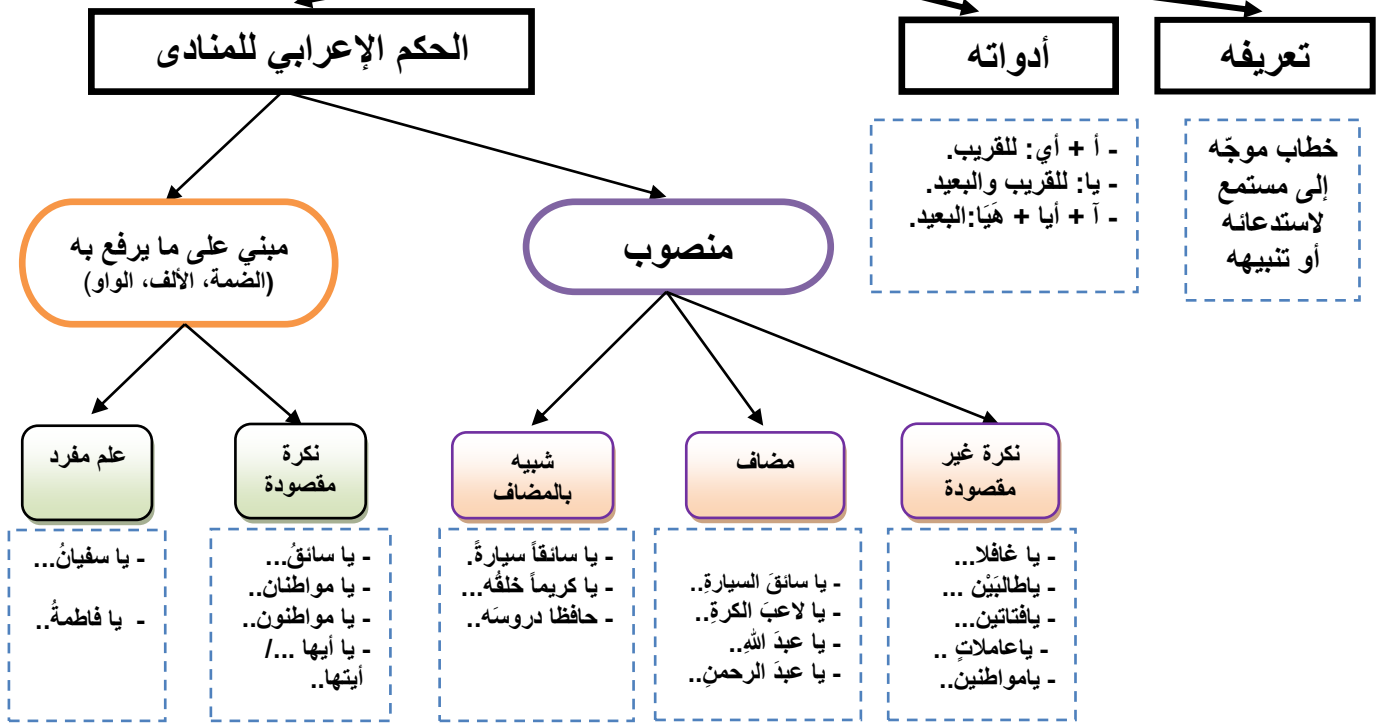 تعريفه
أدواته
الحكم الإعرابي للمنادى
خطاب موجّه
إلى مستمع
لاستدعائه
أو تنبيهه
- أ + أي: للقريب.
- يا: للقريب والبعيد.
- آ + أيا + هَيَا:البعيد.
منصوب
مبني على ما يرفع به
(الضمة، الألف، الواو)
نكرة غير
مقصودة
مضاف
شبيه
بالمضاف
نكرة
مقصودة
علم مفرد
- يا غافلا...
- ياطالبَيْن ...
- يافتاتين...
- ياعاملاتٍ ..
- يامواطنين..
- يا سائقَ السيارةِ..
- يا لاعبَ الكرةِ..
- يا عبدَ اللهِ..
- يا عبدَ الرحمنِ..
- يا سائقاً سيارةً.
- يا كريماً خلقُه...
- حافظا دروسَه..
- يا سائقُ...
- يا مواطنان..
- يا مواطنون..
- يا أيها .../
أيتها..
- يا سفيانُ...
- يا فاطمةُ..